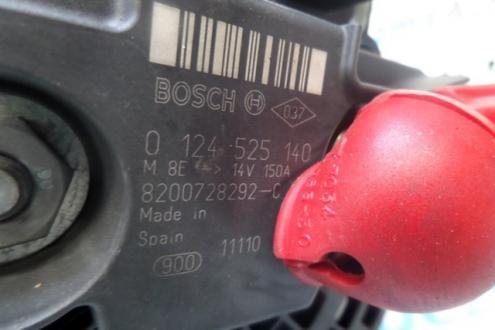 BOSCH 037
0 124 525 140
M 8E <-> 14V 150A
8200728292-C
Made in
Spain 11110
900